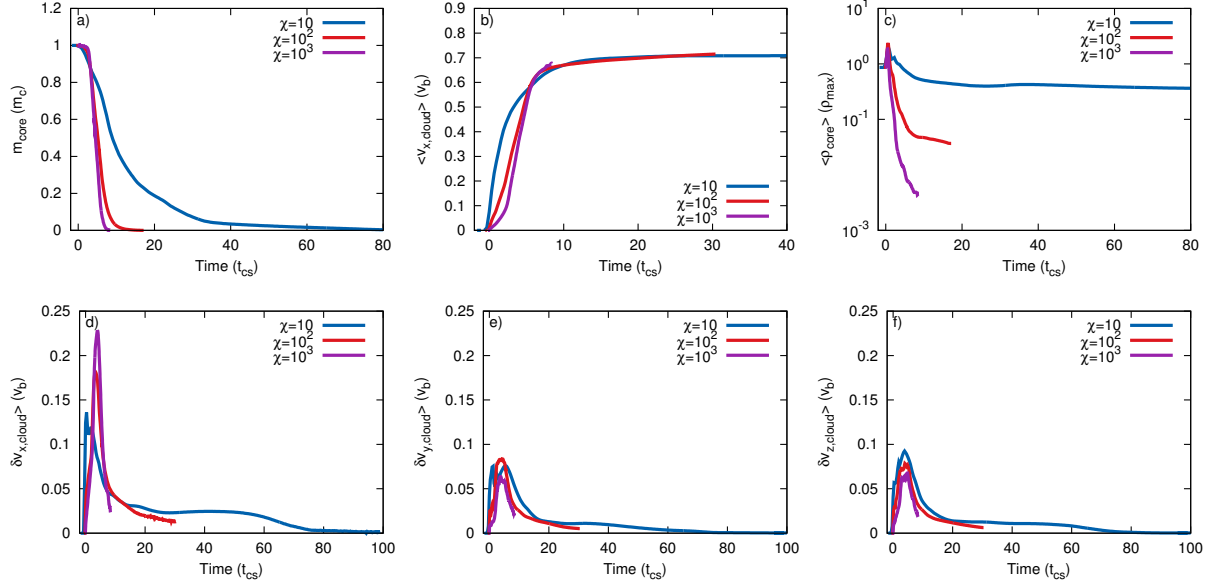 a)
χ=10
χ=10²
χ=10³
m_core (m_c)
1.2
1
0.8
0.6
0.4
0.2
0
0 20 40 60 80
Time (t_cs)
b)
χ=10
χ=10²
χ=10³
<v_x,cloud> (v_b)
0.9
0.8
0.7
0.6
0.5
0.4
0.3
0.2
0.1
0
0 10 20 30 40
Time (t_cs)
c)
χ=10
χ=10²
χ=10³
<ρ_core> (ρ_max)
10¹
10⁰
10⁻¹
10⁻²
10⁻³
0 20 40 60 80
Time (t_cs)
d)
χ=10
χ=10²
χ=10³
δv_x,cloud> (v_b)
0.25
0.2
0.15
0.1
0.05
0
0 20 40 60 80 100
Time (t_cs)
e)
χ=10
χ=10²
χ=10³
δv_y,cloud> (v_b)
0.25
0.2
0.15
0.1
0.05
0
0 20 40 60 80 100
Time (t_cs)
f)
χ=10
χ=10²
χ=10³
δv_z,cloud> (v_b)
0.25
0.2
0.15
0.1
0.05
0
0 20 40 60 80 100
Time (t_cs)